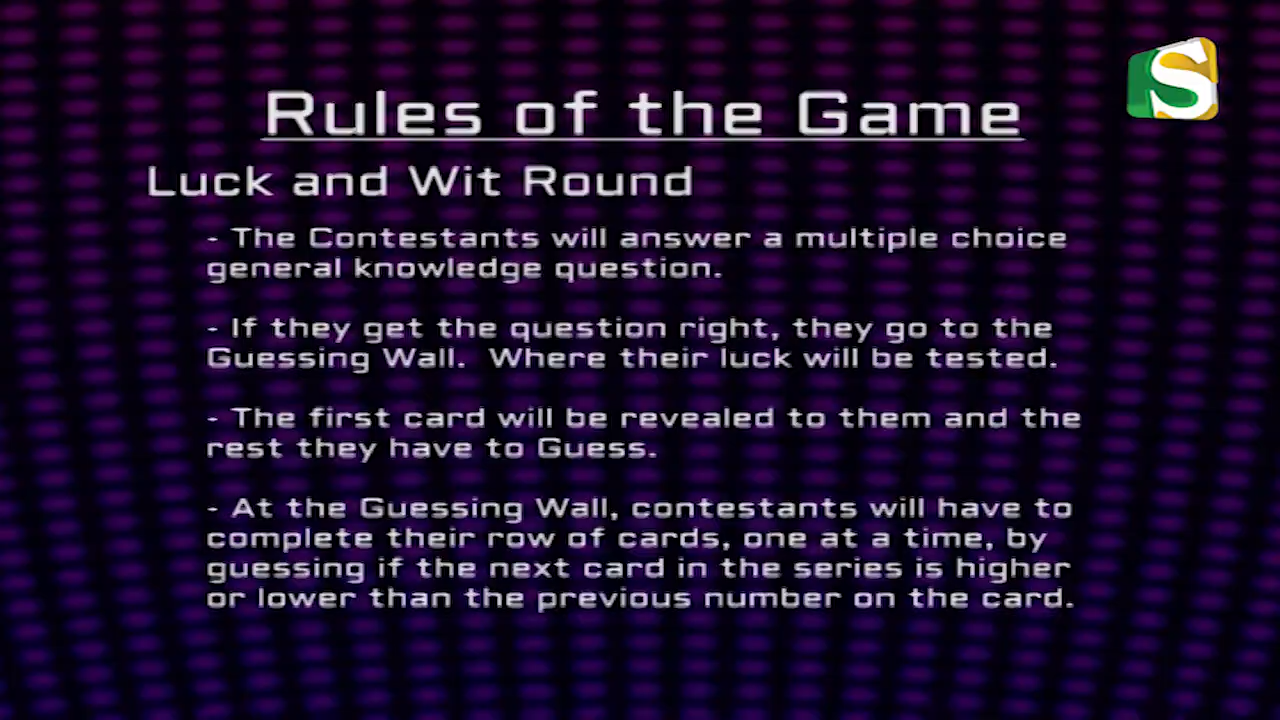 S
Rules of the Game
Luck and Wit Round
- The Contestants will answer a multiple choice
general knowledge question.
- If they get the question right, they go to the
Guessing Wall.  Where their luck will be tested.
- The first card will be revealed to them and the
rest they have to Guess.
- At the Guessing Wall, contestants will have to
complete their row of cards, one at a time, by
guessing if the next card in the series is higher
or lower than the previous number on the card.